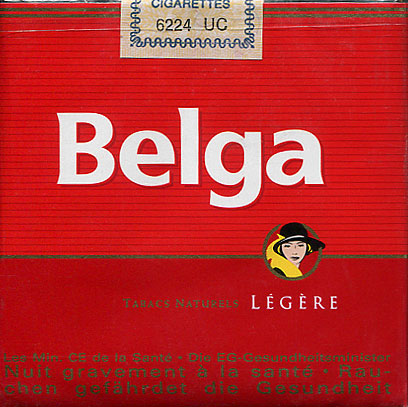 CIGARETTES
6224 UC
Belga
TABACS NATURELS LÉGÈRE
Les Min. CE de la Santé • Die EG-Gesundheitsminister
Nuit gravement à la santé • Rau-
chen gefährdet die Gesundheit